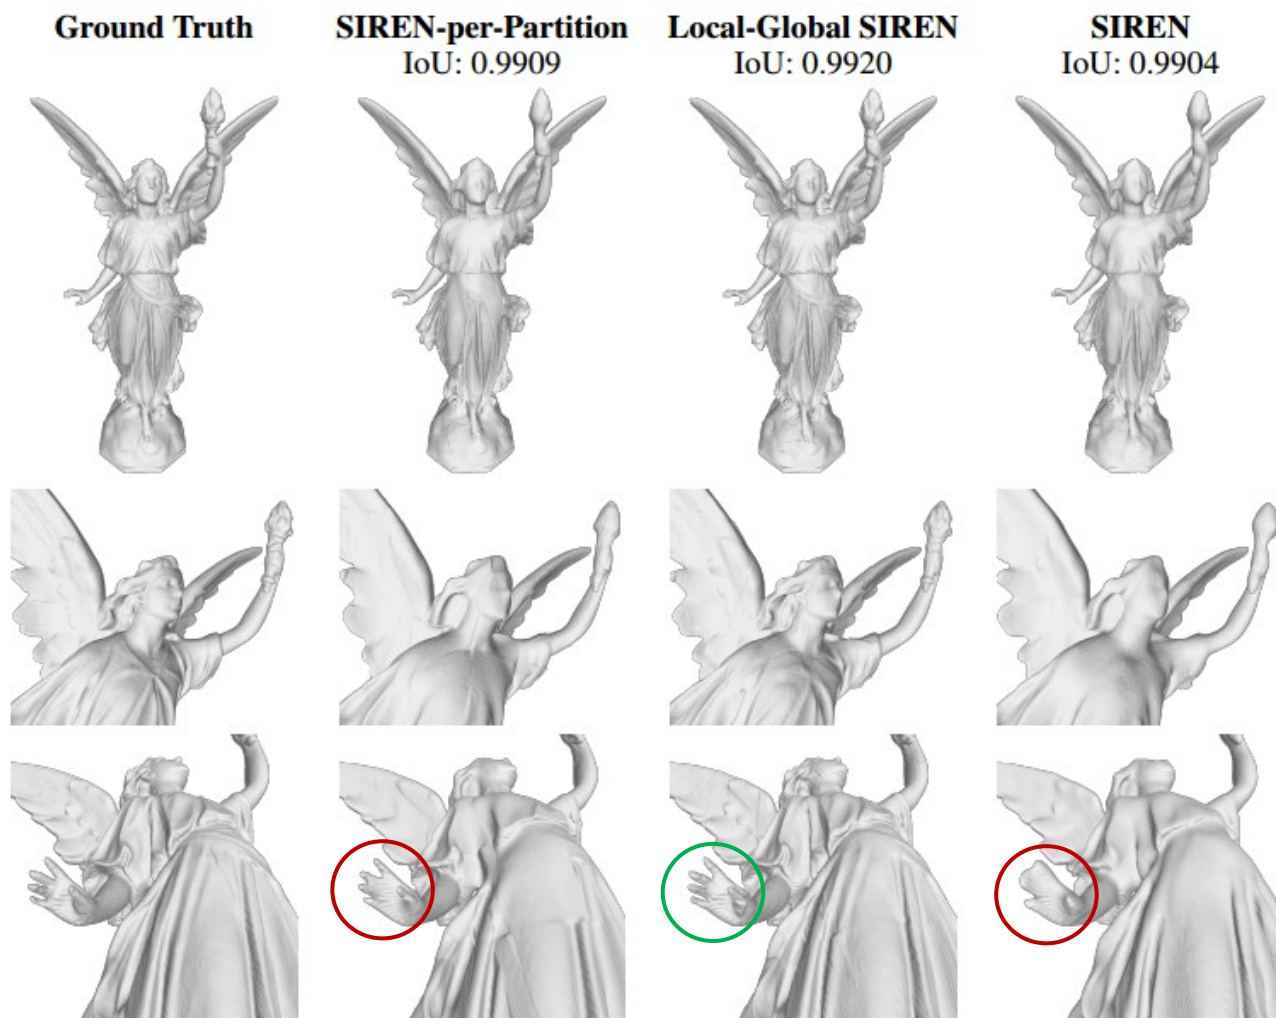 Ground Truth
SIREN-per-Partition
IoU: 0.9909
Local-Global SIREN
IoU: 0.9920
SIREN
IoU: 0.9904